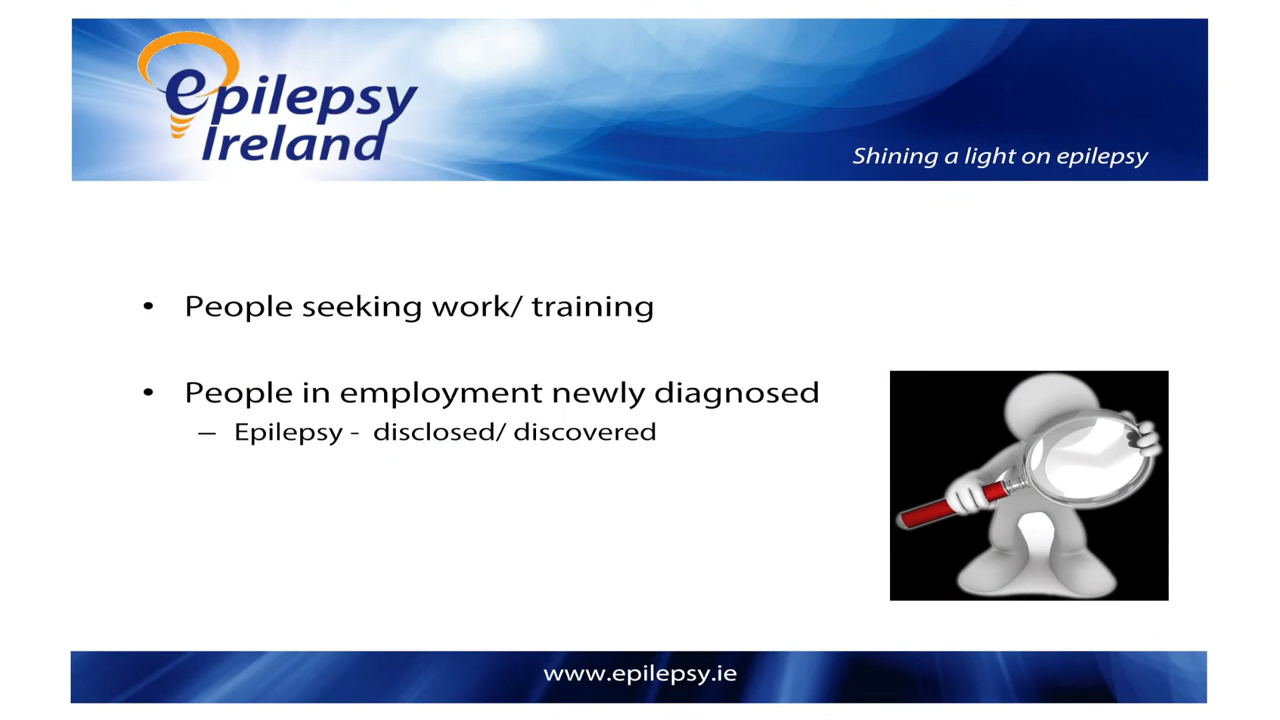 epilepsy
Ireland
Shining a light on epilepsy
• People seeking work/ training
• People in employment newly diagnosed
– Epilepsy - disclosed/ discovered
www.epilepsy.ie